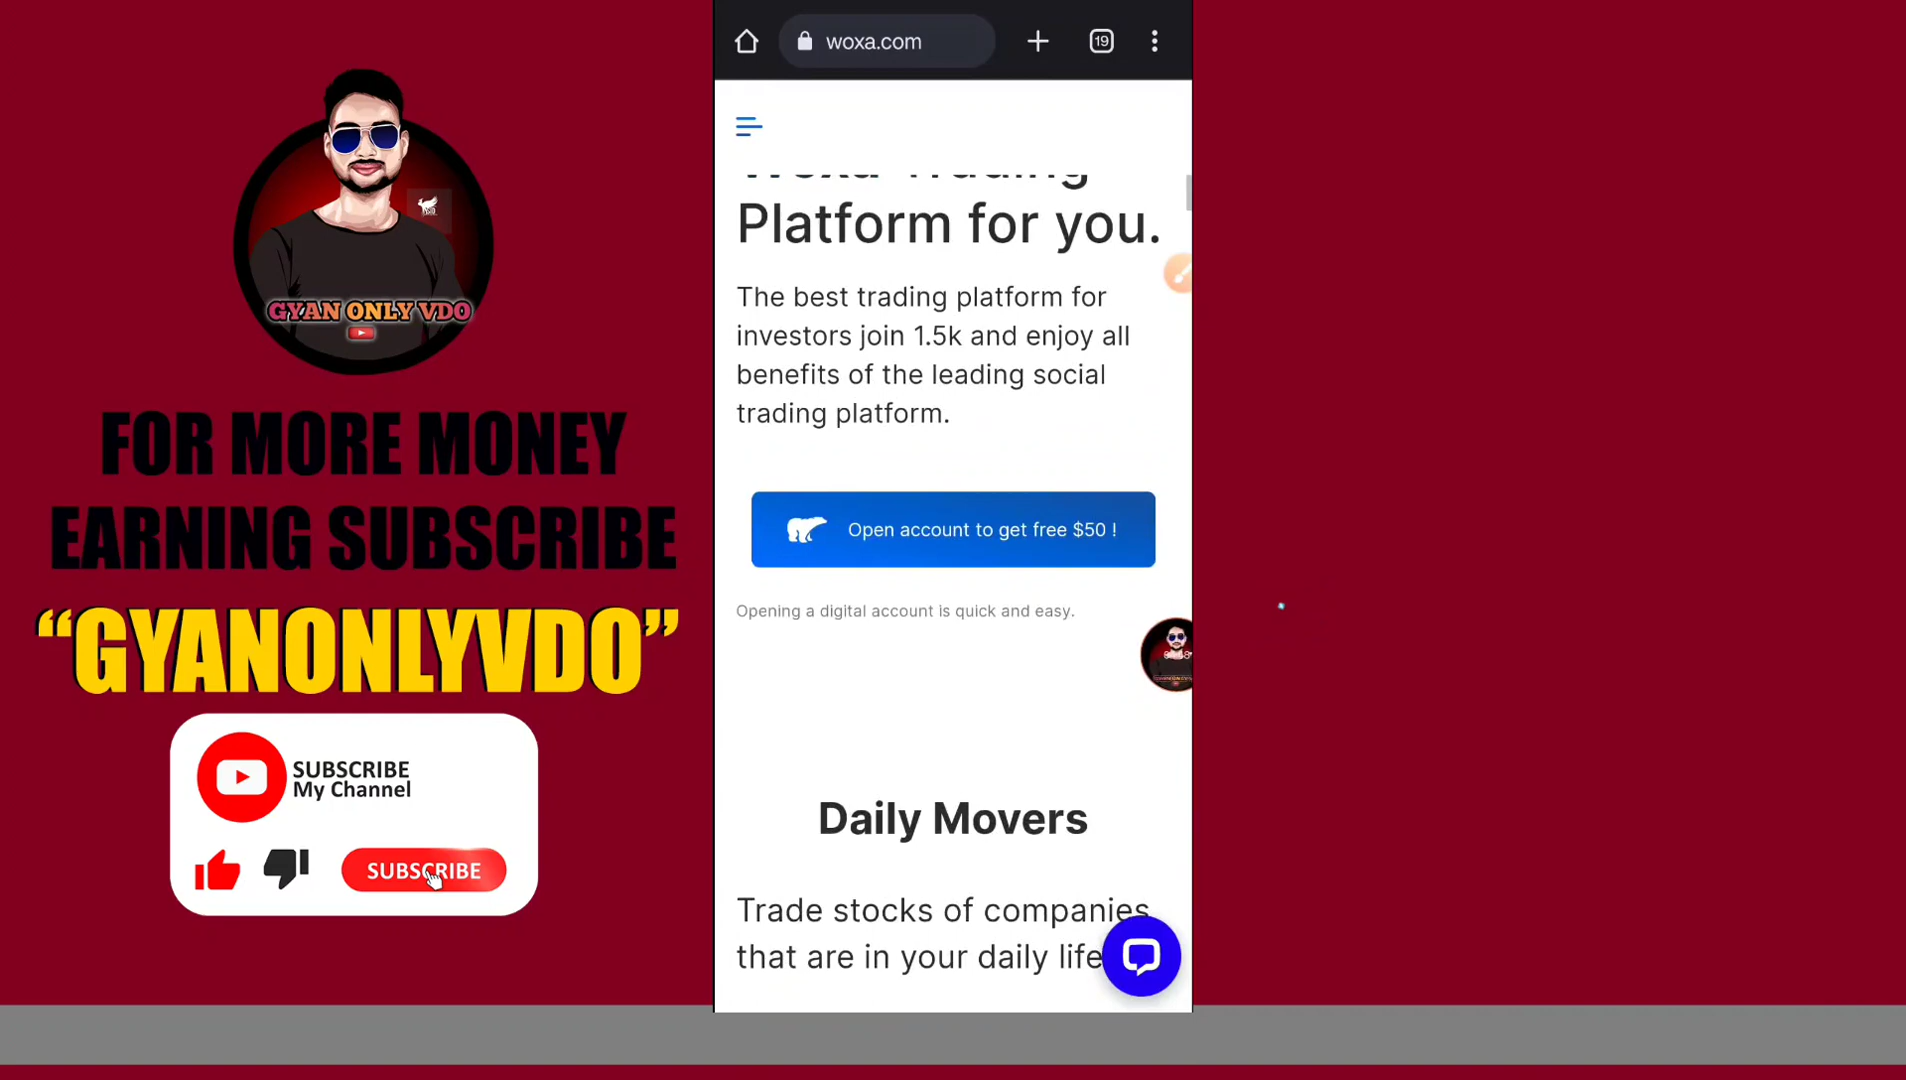 GYAN ONLY VDO
FOR MORE MONEY
EARNING SUBSCRIBE
“GYANONLYVDO”
SUBSCRIBE
My Channel
SUBSCRIBE
woxa.com
19
Woxa Trading
Platform for you.
The best trading platform for
investors join 1.5k and enjoy all
benefits of the leading social
trading platform.
Open account to get free $50 !
Opening a digital account is quick and easy.
Daily Movers
Trade stocks of companies
that are in your daily life